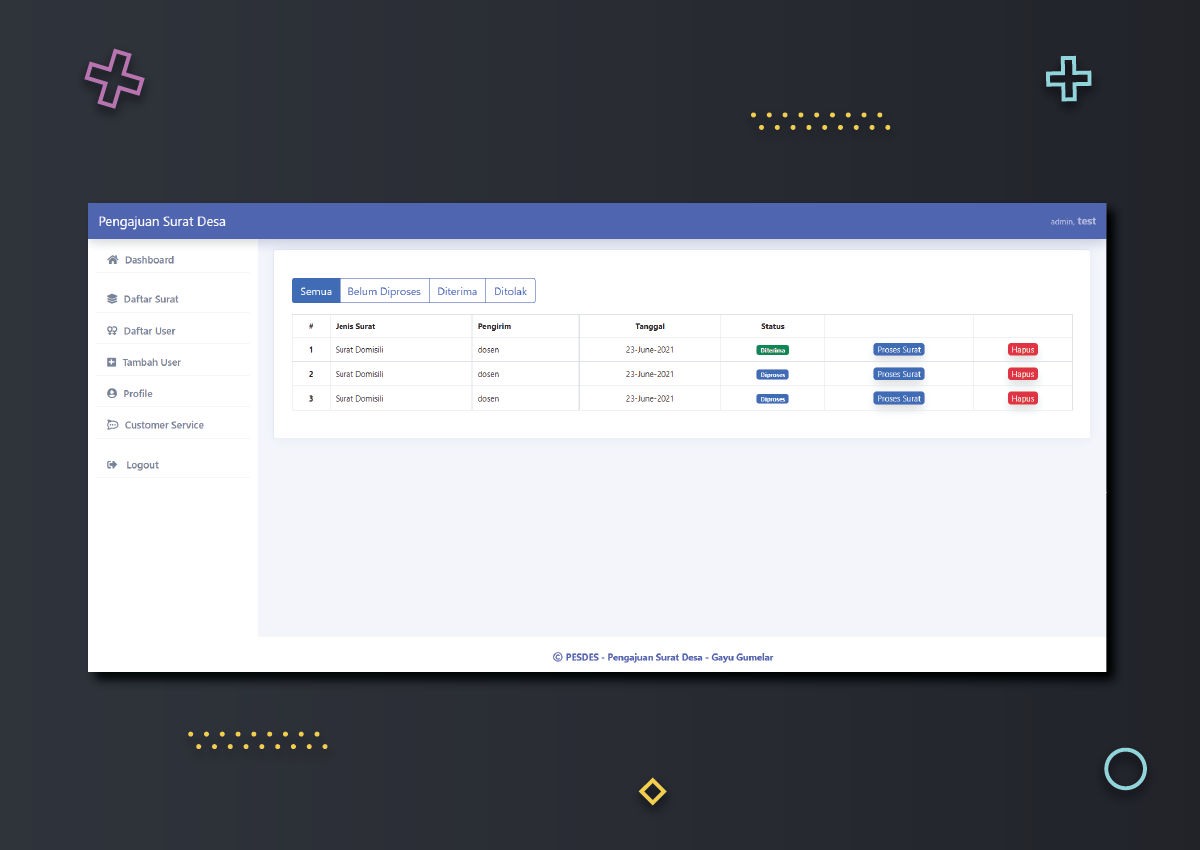 Pengajuan Surat Desa
admin, test
Dashboard
Daftar Surat
Daftar User
Tambah User
Profile
Customer Service
Logout
Semua Belum Diproses Diterima Ditolak
# Jenis Surat Pengirim Tanggal Status
1 Surat Domisili dosen 23-June-2021 Diterima Proses Surat Hapus
2 Surat Domisili dosen 23-June-2021 Diproses Proses Surat Hapus
3 Surat Domisili dosen 23-June-2021 Diproses Proses Surat Hapus
© PESDES - Pengajuan Surat Desa - Gayu Gumelar